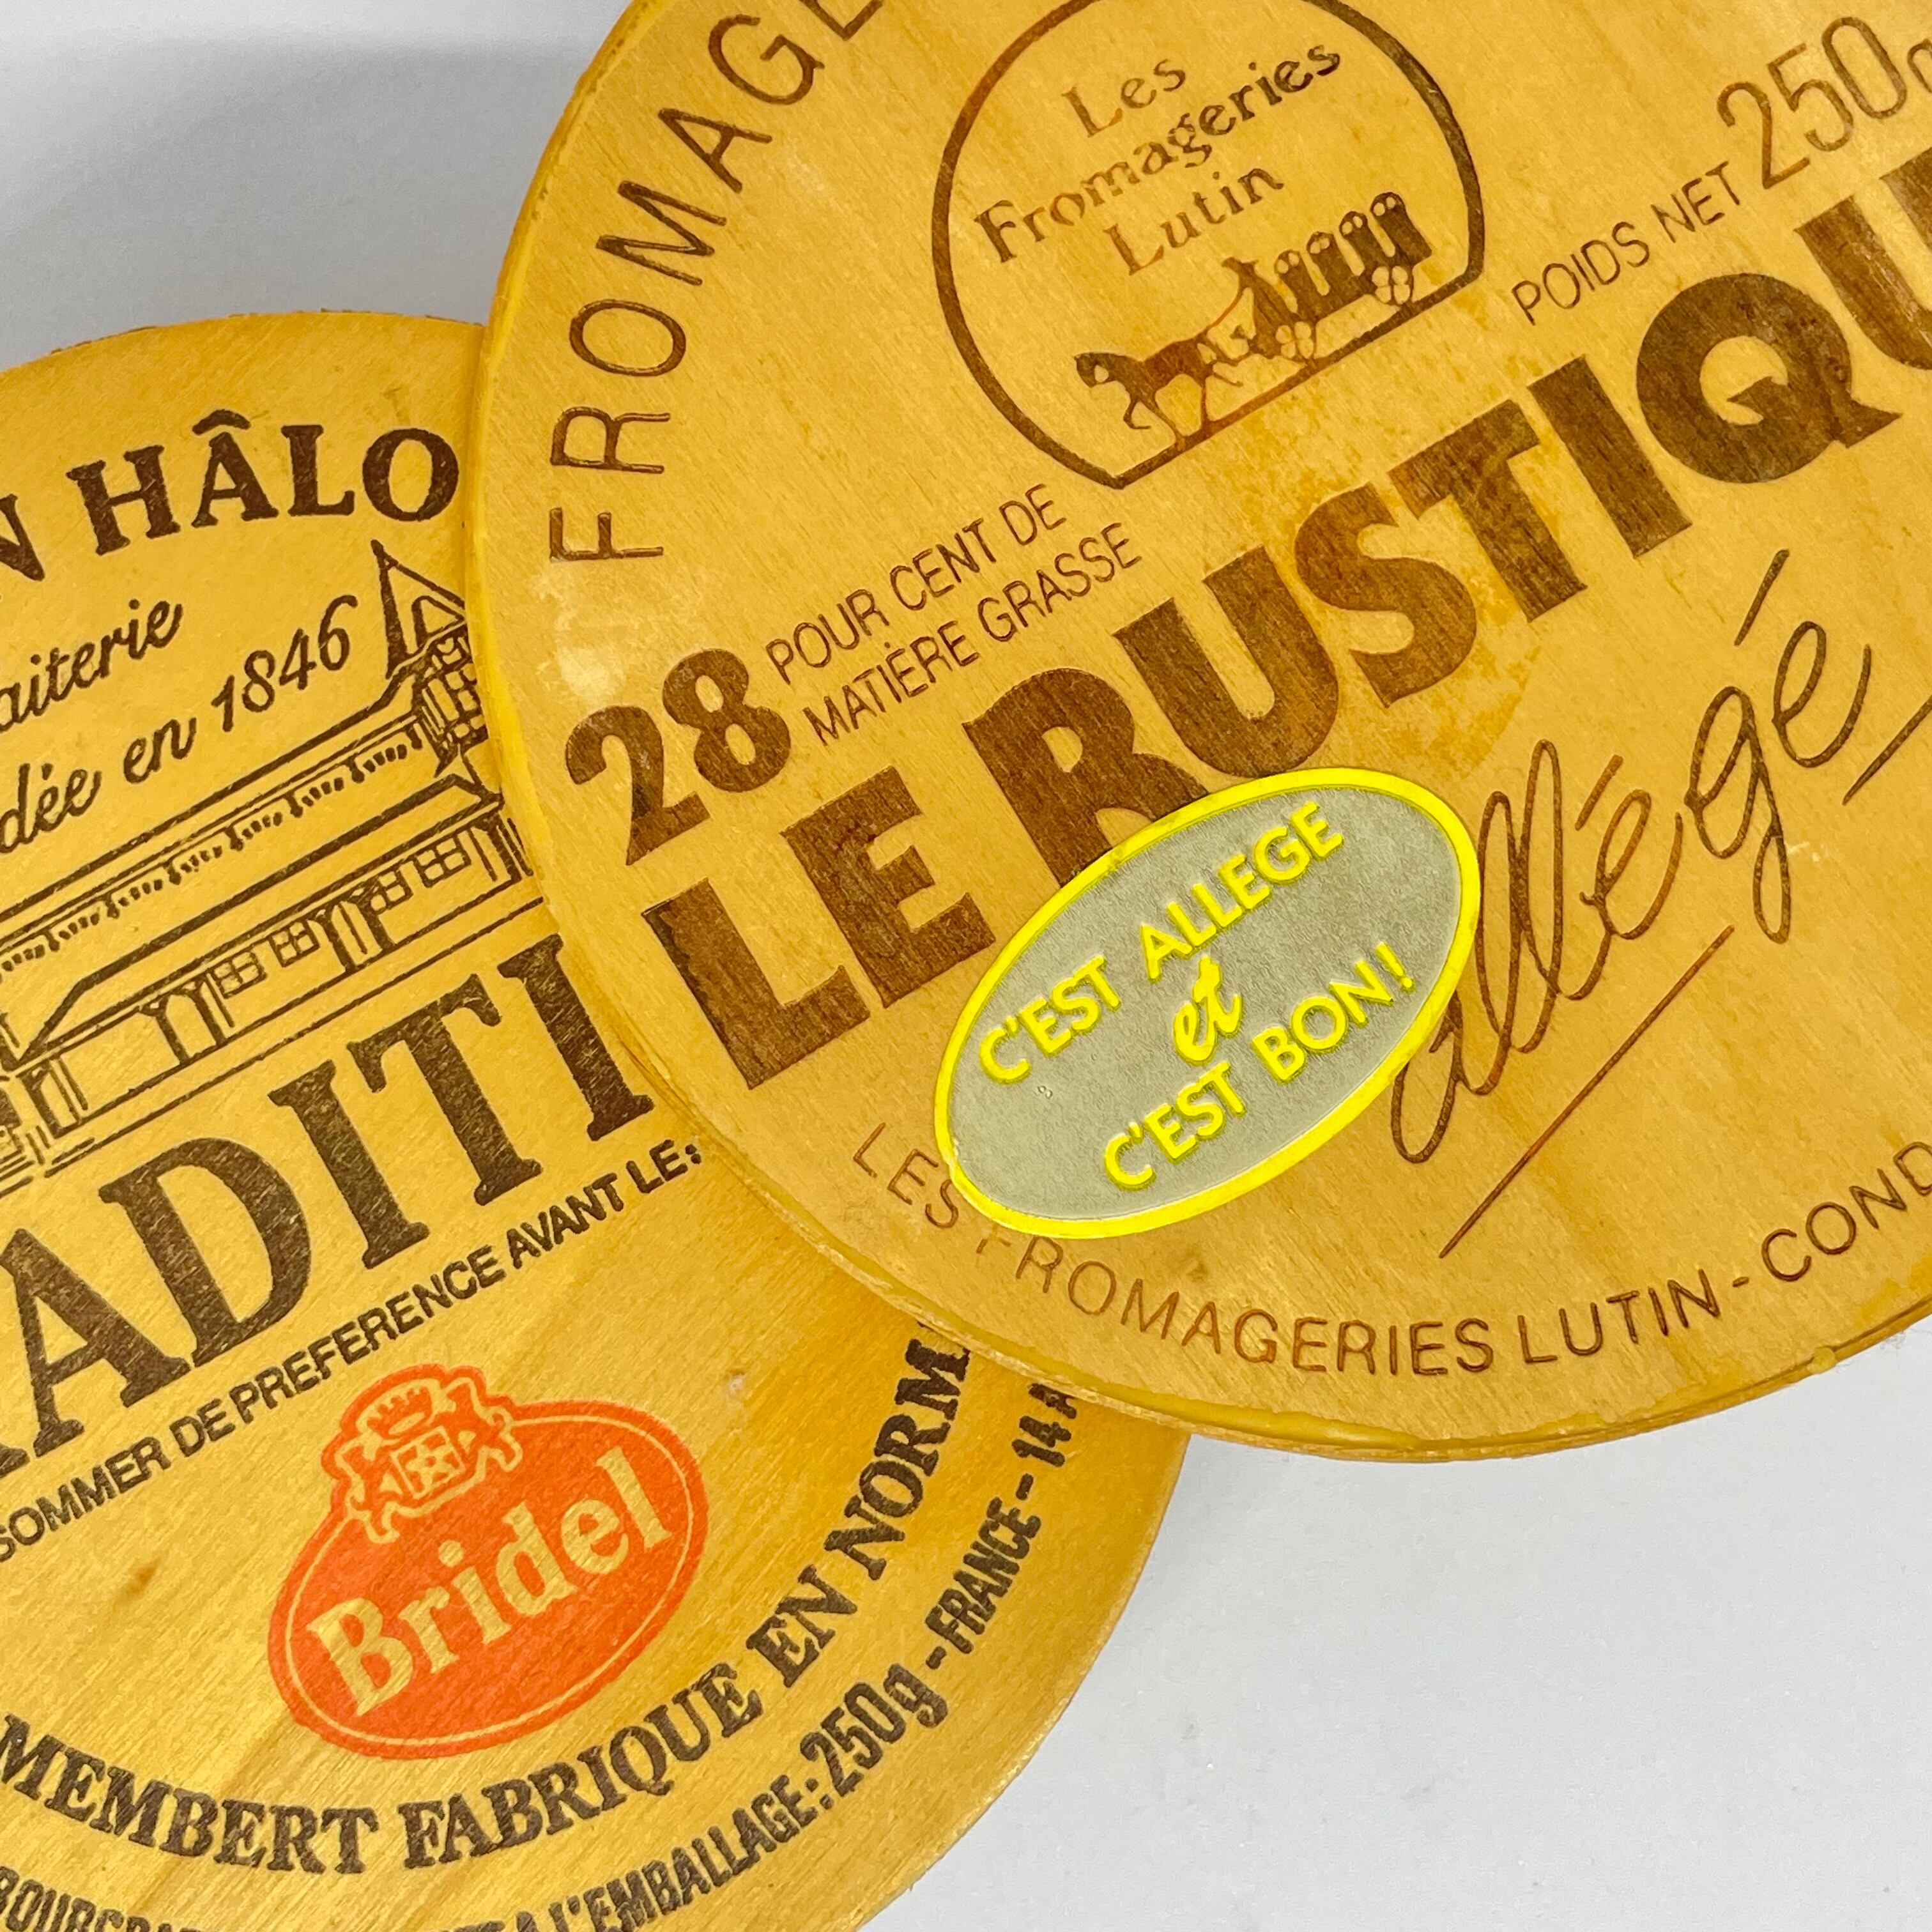 FROMAGE
Les
Fromageries
Lutin
POIDS NET 250g
28 POUR CENT DE
MATIÈRE GRASSE
LE RUSTIQU
allégé
C'EST ALLEGE
et
C'EST BON!
LES FROMAGERIES LUTIN - COND
N HÂLO
aiterie
dée en 1846
ADITI
SOMMER DE PREFERENCE AVANT LE:
Bridel
MEMBERT FABRIQUE EN NORM
A L'EMBALLAGE: 250g - FRANCE - 14